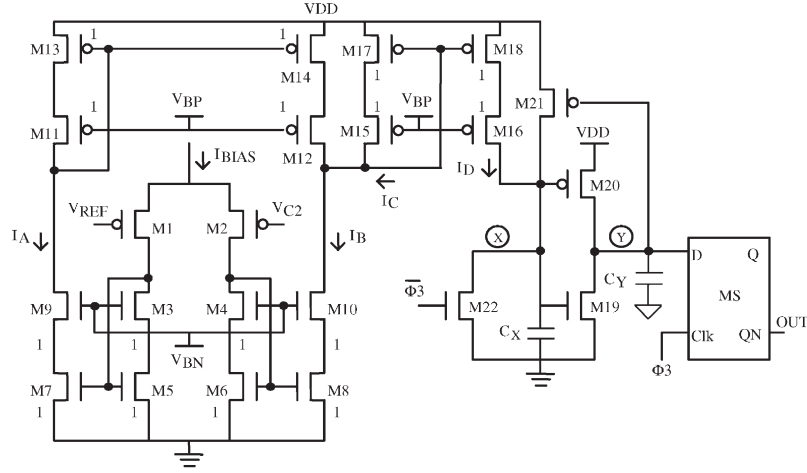 VDD
M13 1 1 M14 M17 M18
1 1
VBP VBP M21
M11 1 1 M12 1 M15 1 M16 VDD
IBIAS IC ID M20
VREF M1 M2 VC2
IA IB X Y
D Q
CY
MS
M9 M3 M4 M10 Φ3 M22 M19
CX
Clk QN OUT
1 1 VBN 1 1
Φ3
M7 M5 M6 M8
1 1 1 1